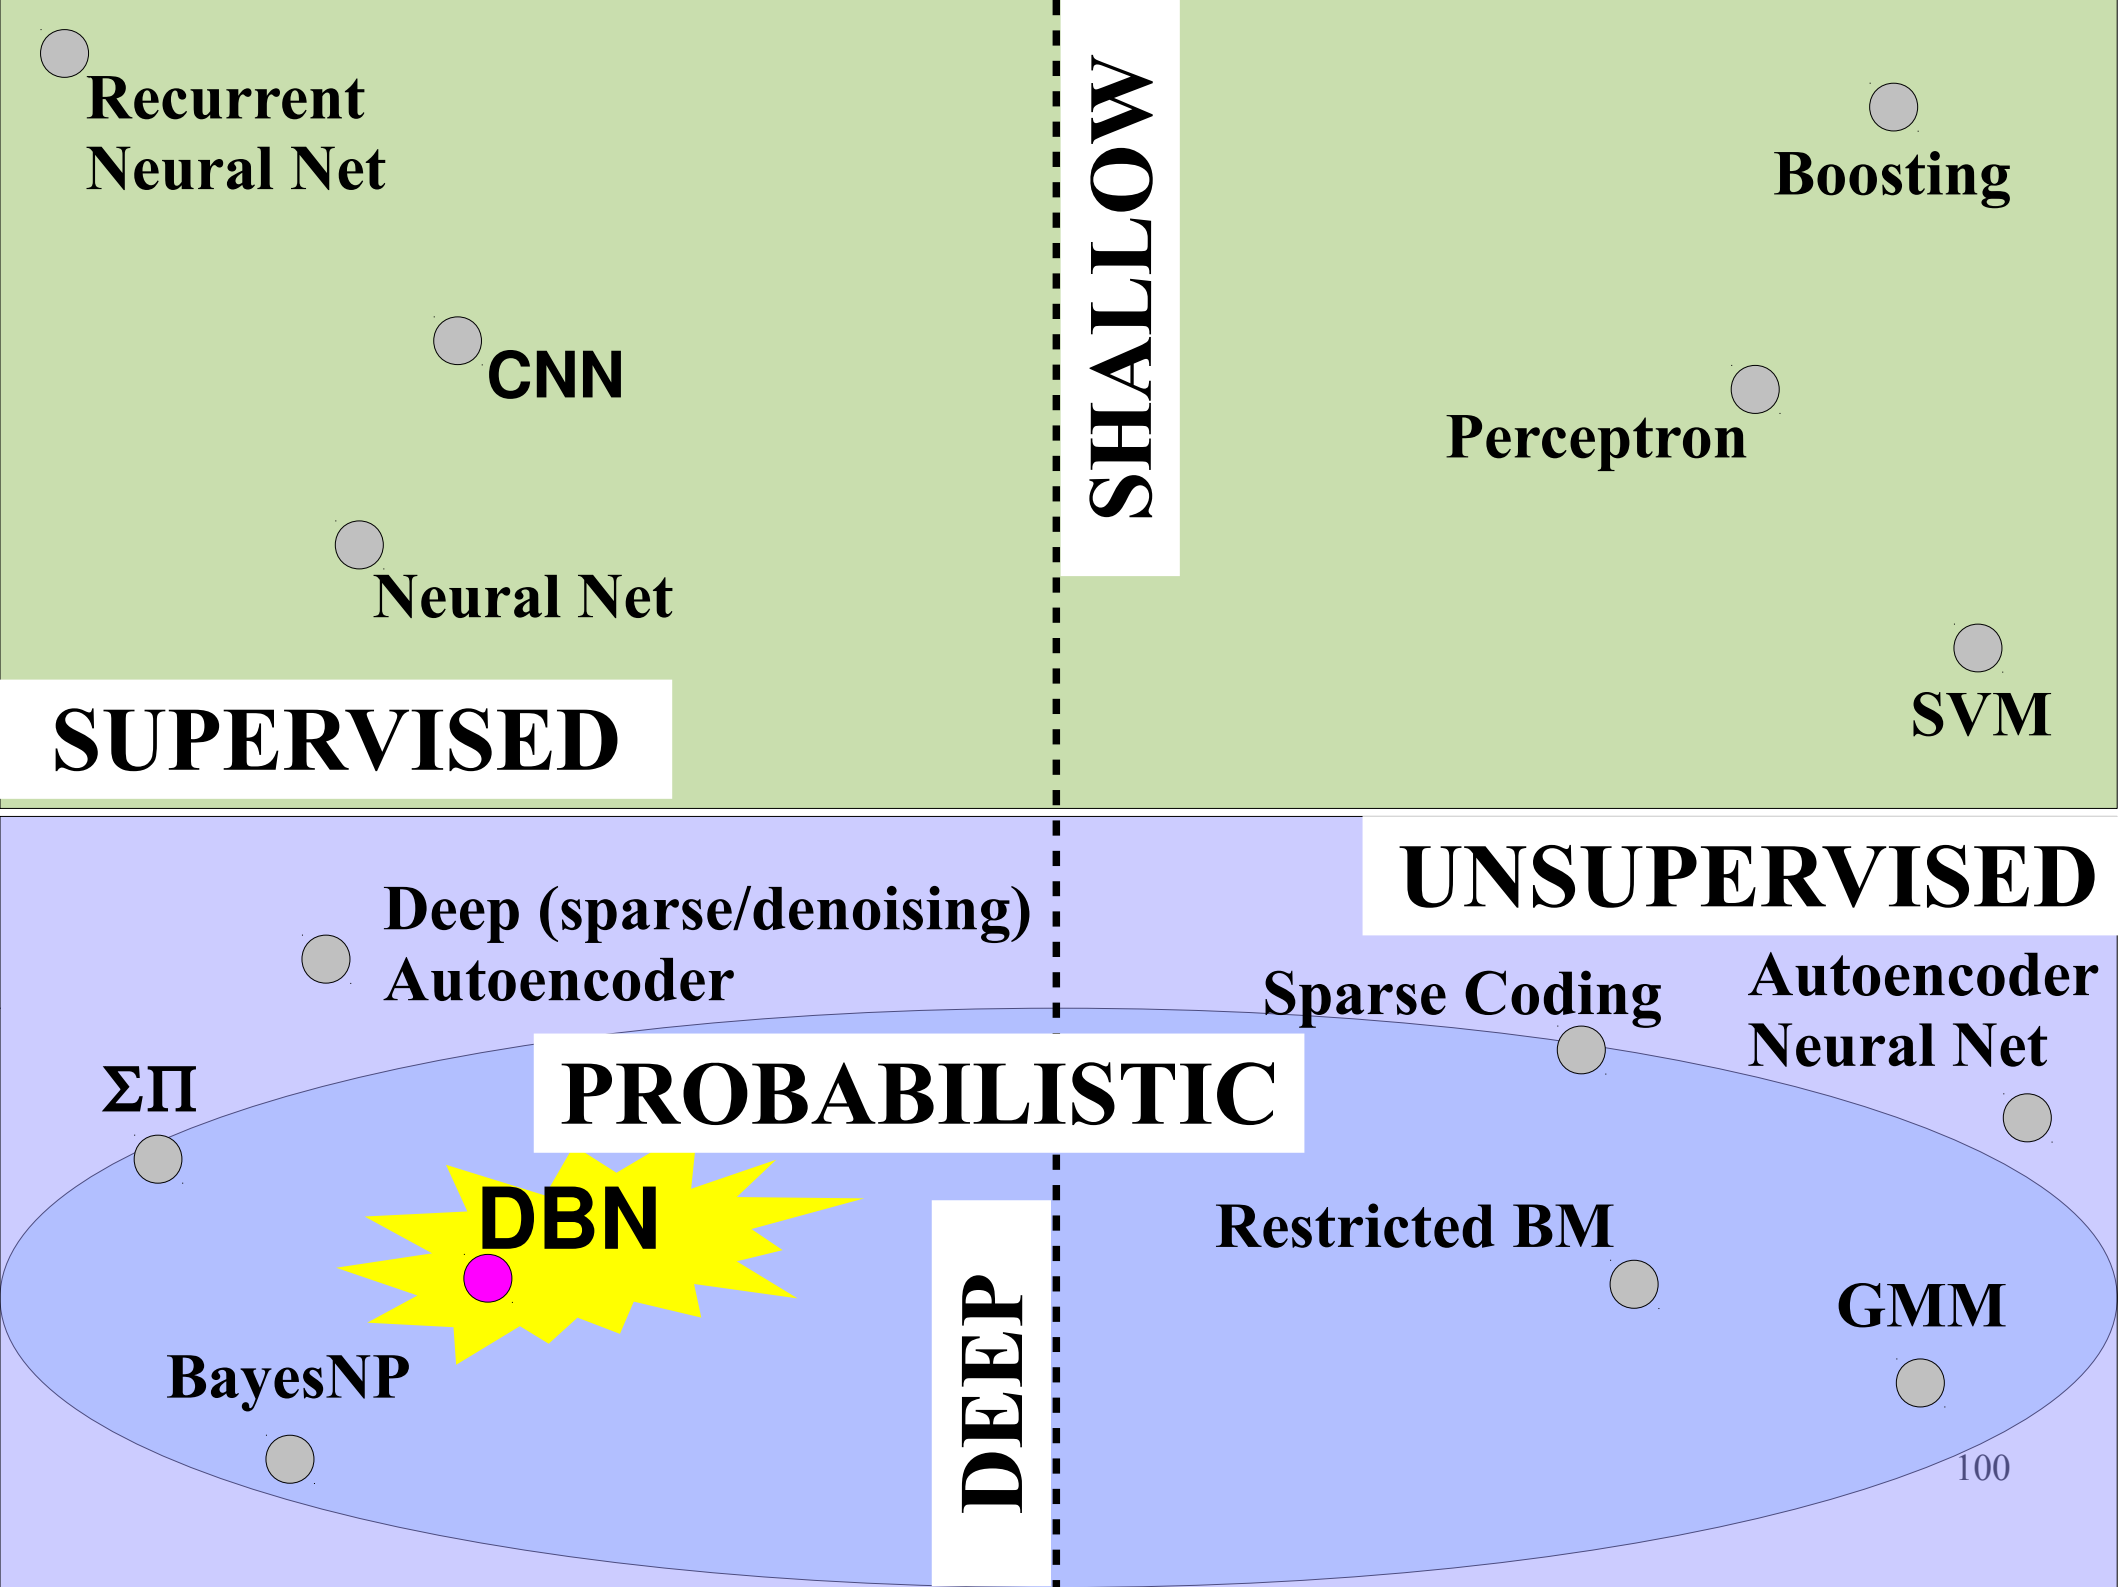 Recurrent
Neural Net
SHALLOW
Boosting
CNN
Perceptron
Neural Net
SUPERVISED
SVM
UNSUPERVISED
Deep (sparse/denoising)
Autoencoder
Sparse Coding
Autoencoder
Neural Net
ΣΠ
PROBABILISTIC
DBN
Restricted BM
GMM
BayesNP
DEEP
100